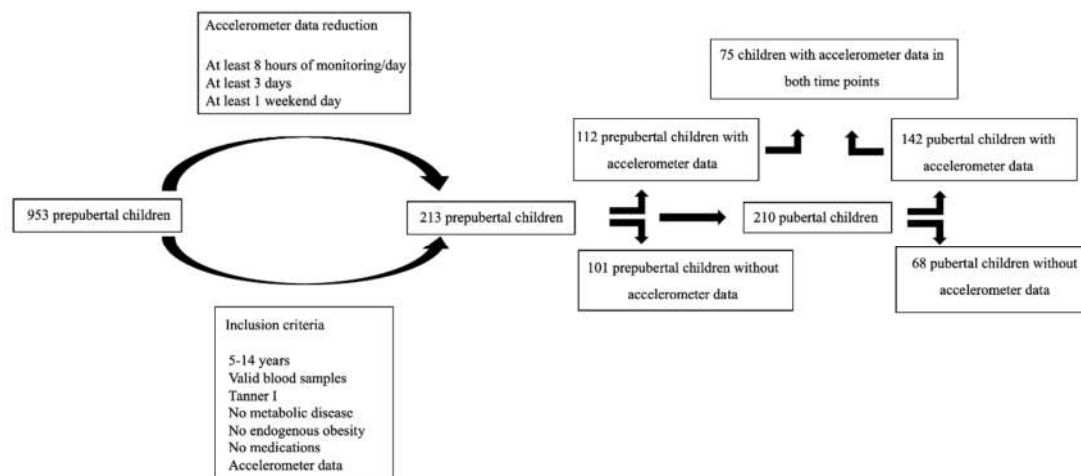 Accelerometer data reduction
At least 8 hours of monitoring/day
At least 3 days
At least 1 weekend day
75 children with accelerometer data in
both time points
112 prepubertal children with
accelerometer data
142 pubertal children with
accelerometer data
953 prepubertal children
213 prepubertal children
210 pubertal children
101 prepubertal children without
accelerometer data
68 pubertal children without
accelerometer data
Inclusion criteria
5-14 years
Valid blood samples
Tanner I
No metabolic disease
No endogenous obesity
No medications
Accelerometer data